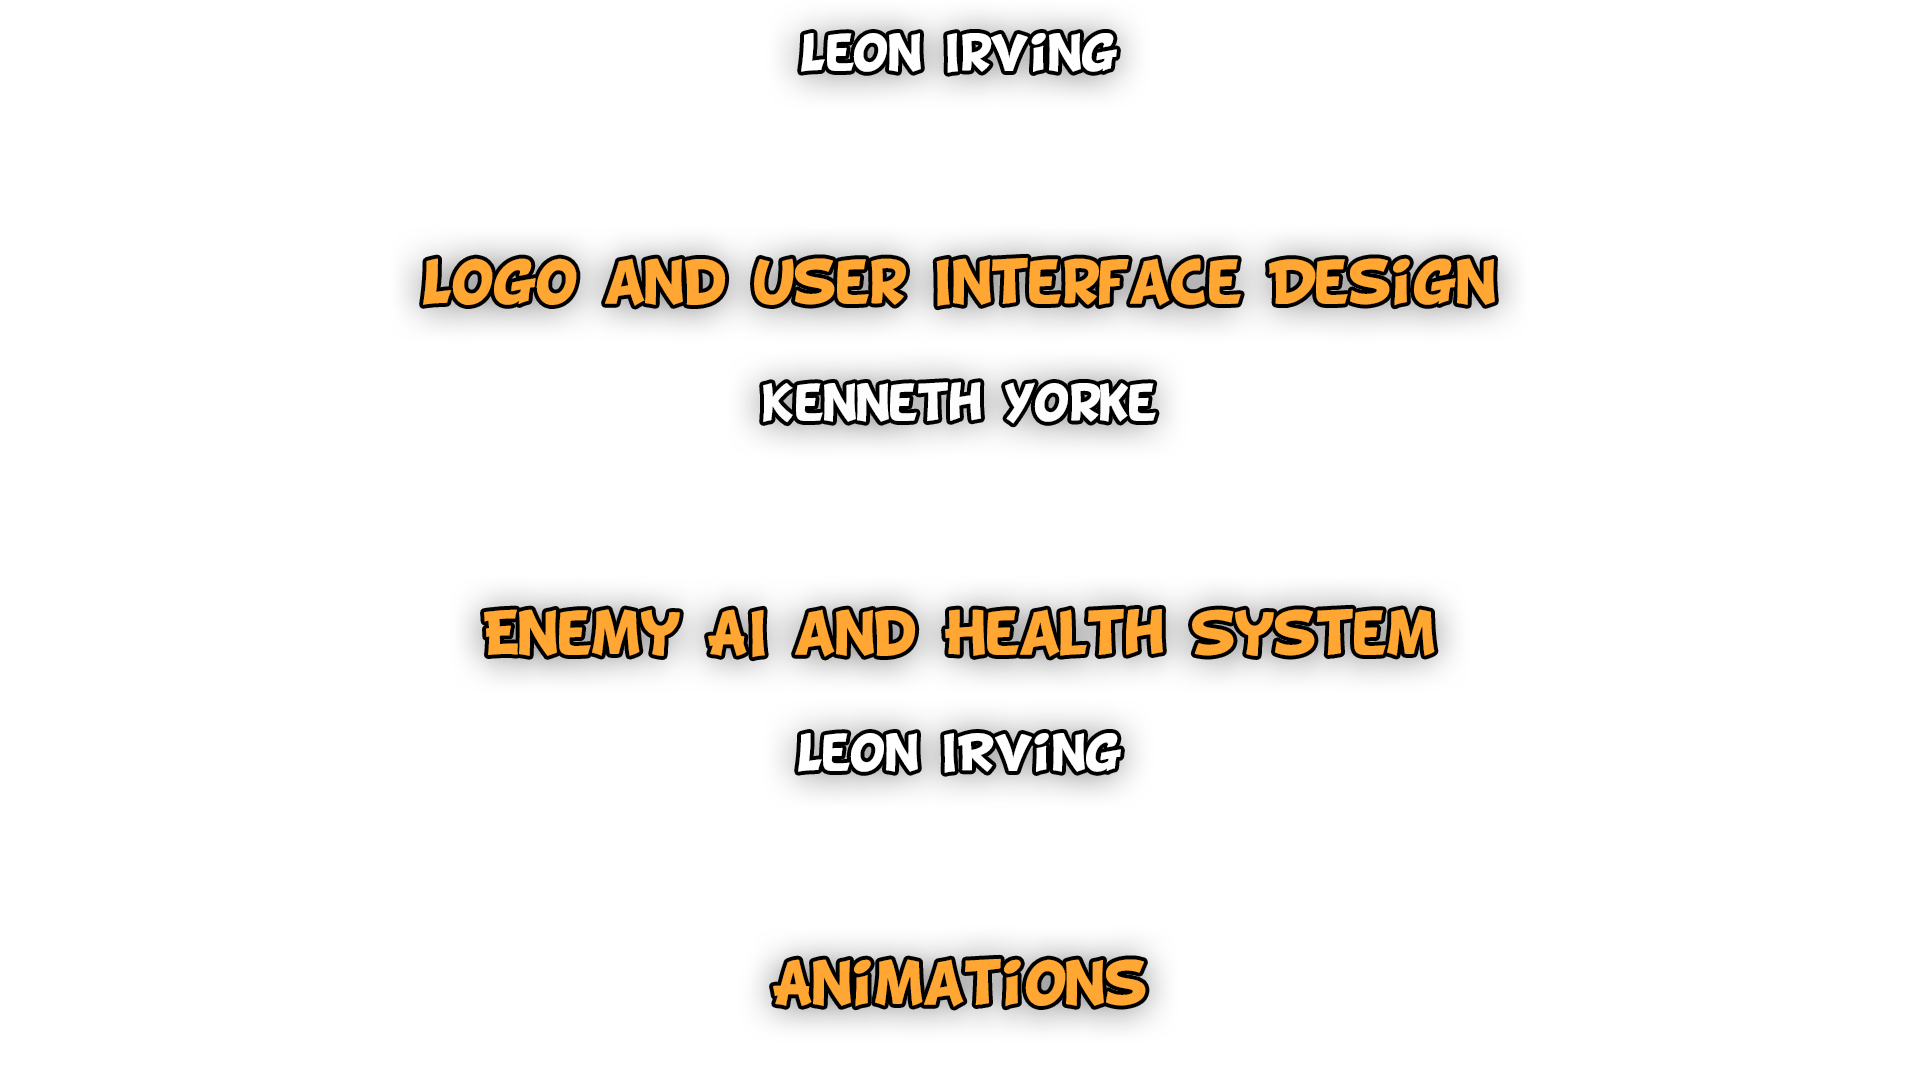 Leon Irving
Logo and User Interface Design
Kenneth Yorke
Enemy AI and Health System
Leon Irving
Animations